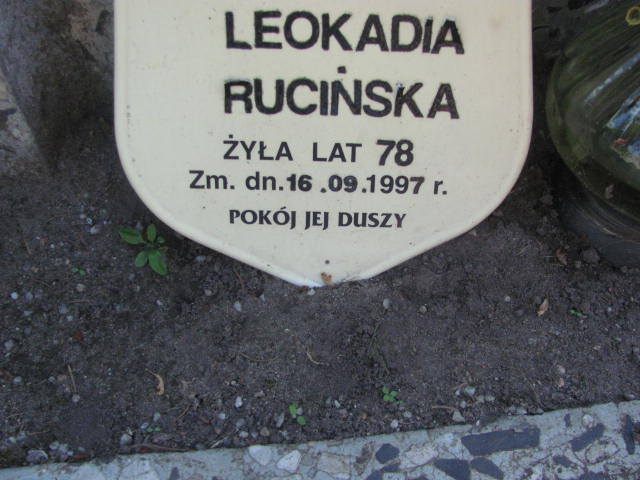 LEOKADIA
RUCIŃSKA
ŻYŁA LAT 78
Zm. dn. 16.09.1997 r.
POKÓJ JEJ DUSZY